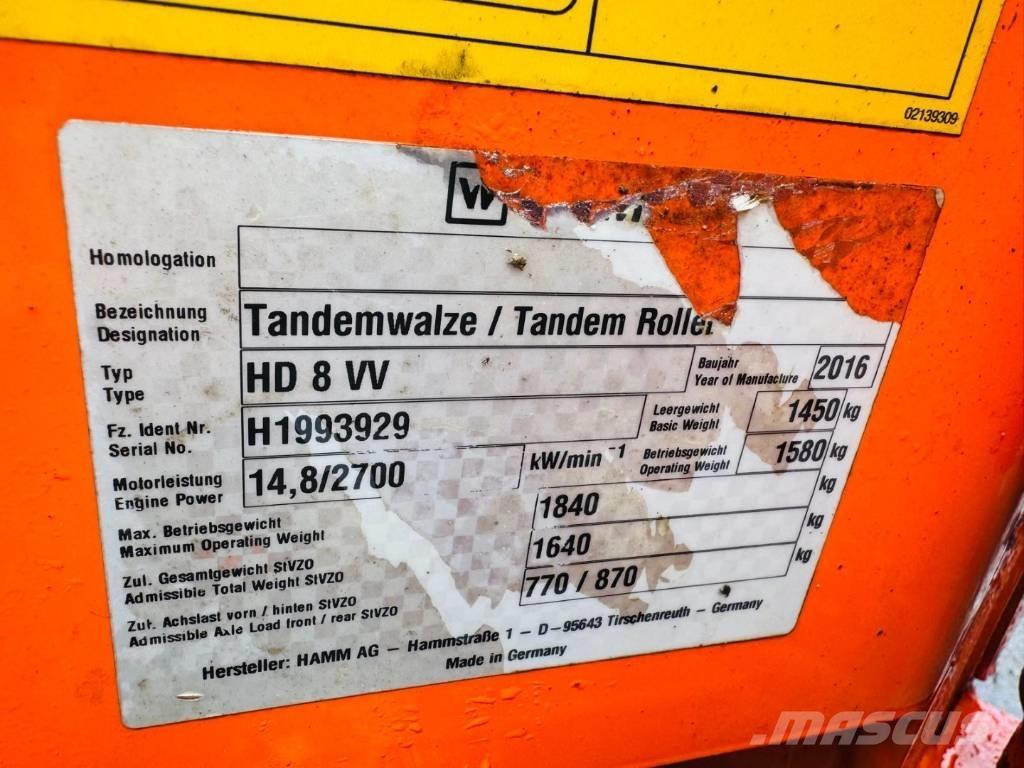 02139309
W
Homologation
Bezeichnung
Designation
Tandemwalze / Tandem Roller
Typ
Type
HD 8 VV
Baujahr
Year of Manufacture
2016
Fz. Ident Nr.
Serial No.
H1993929
Leergewicht
Basic Weight
1450 kg
Motorleistung
Engine Power
14,8/2700
kW/min -1
Betriebsgewicht
Operating Weight
1580 kg
Max. Betriebsgewicht
Maximum Operating Weight
1840 kg
Zul. Gesamtgewicht StVZO
Admissible Total Weight StVZO
1640 kg
Zul. Achslast vorn / hinten StVZO
Admissible Axle Load front / rear StVZO
770 / 870 kg
Hersteller: HAMM AG – Hammstraße 1 – D–95643 Tirschenreuth – Germany
Made in Germany
MASCUS